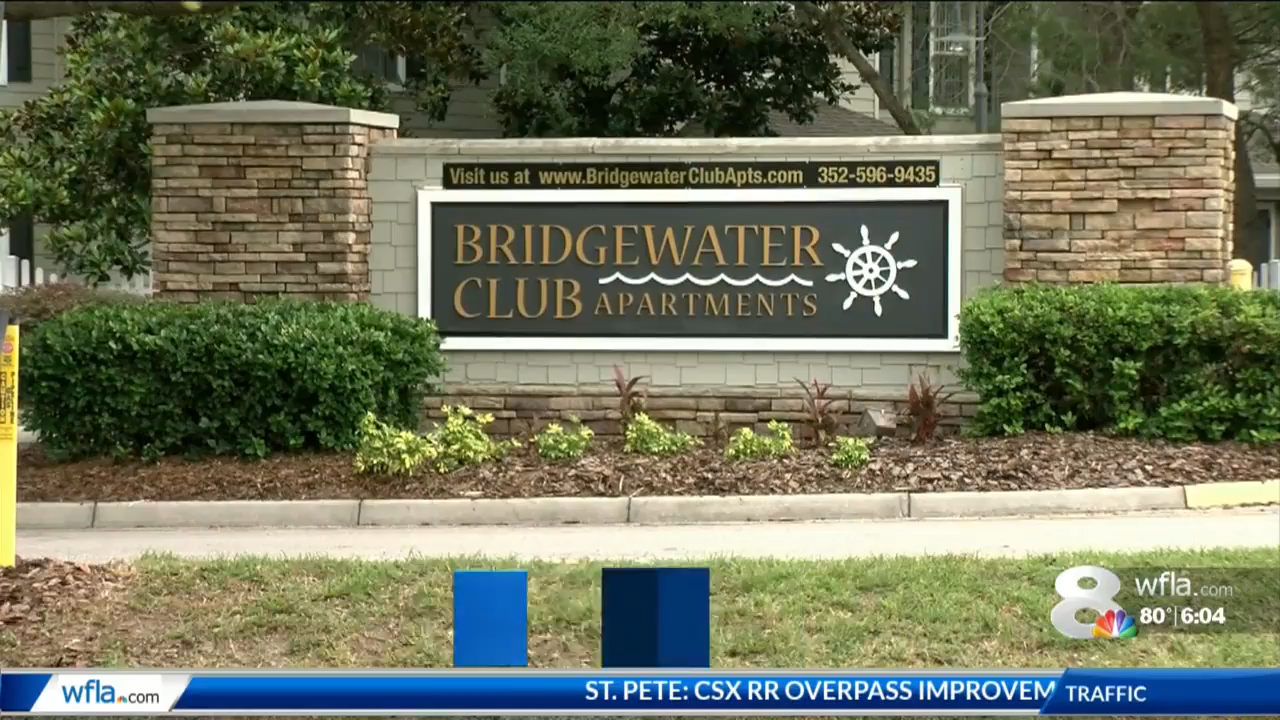 Visit us at www.BridgewaterClubApts.com 352-596-9435
BRIDGEWATER
CLUB APARTMENTS
8 wfla.com
80° 6:04
wfla.com ST. PETE: CSX RR OVERPASS IMPROVEM TRAFFIC